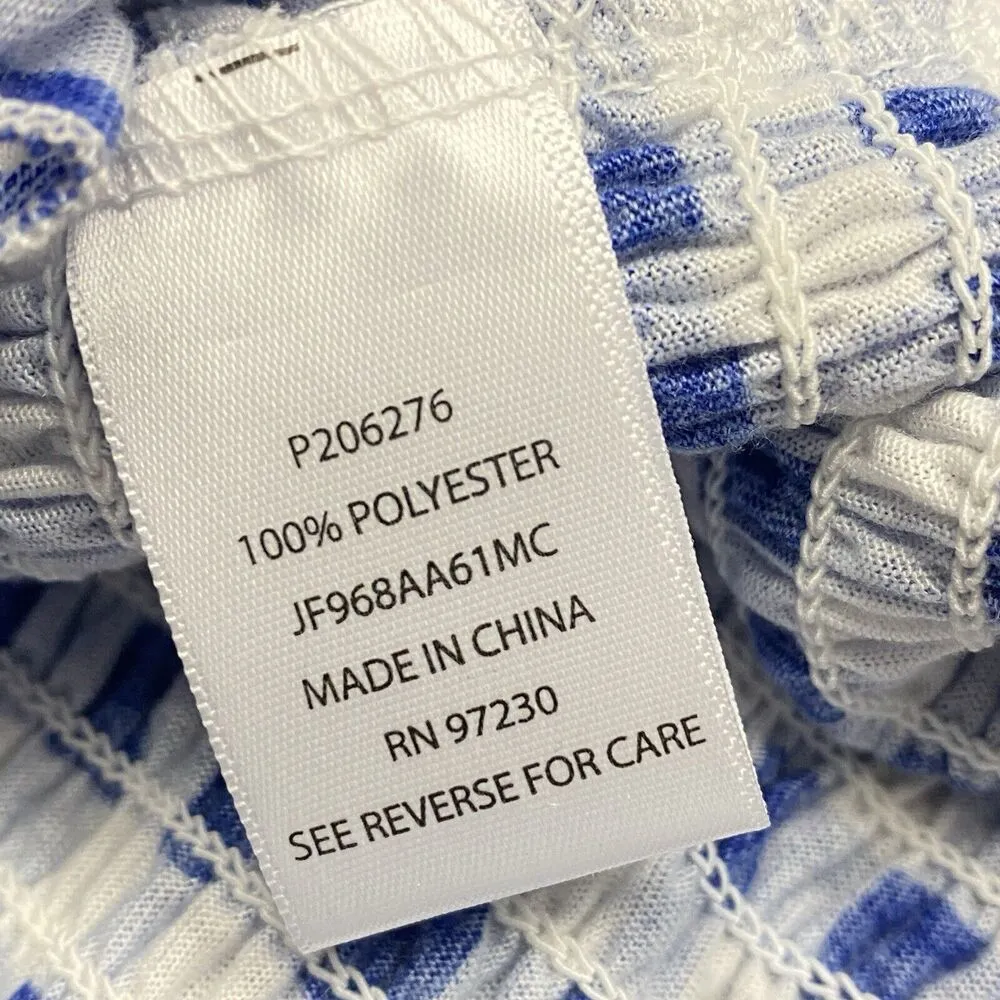 P206276
100% POLYESTER
JF968AA61MC
MADE IN CHINA
RN 97230
SEE REVERSE FOR CARE